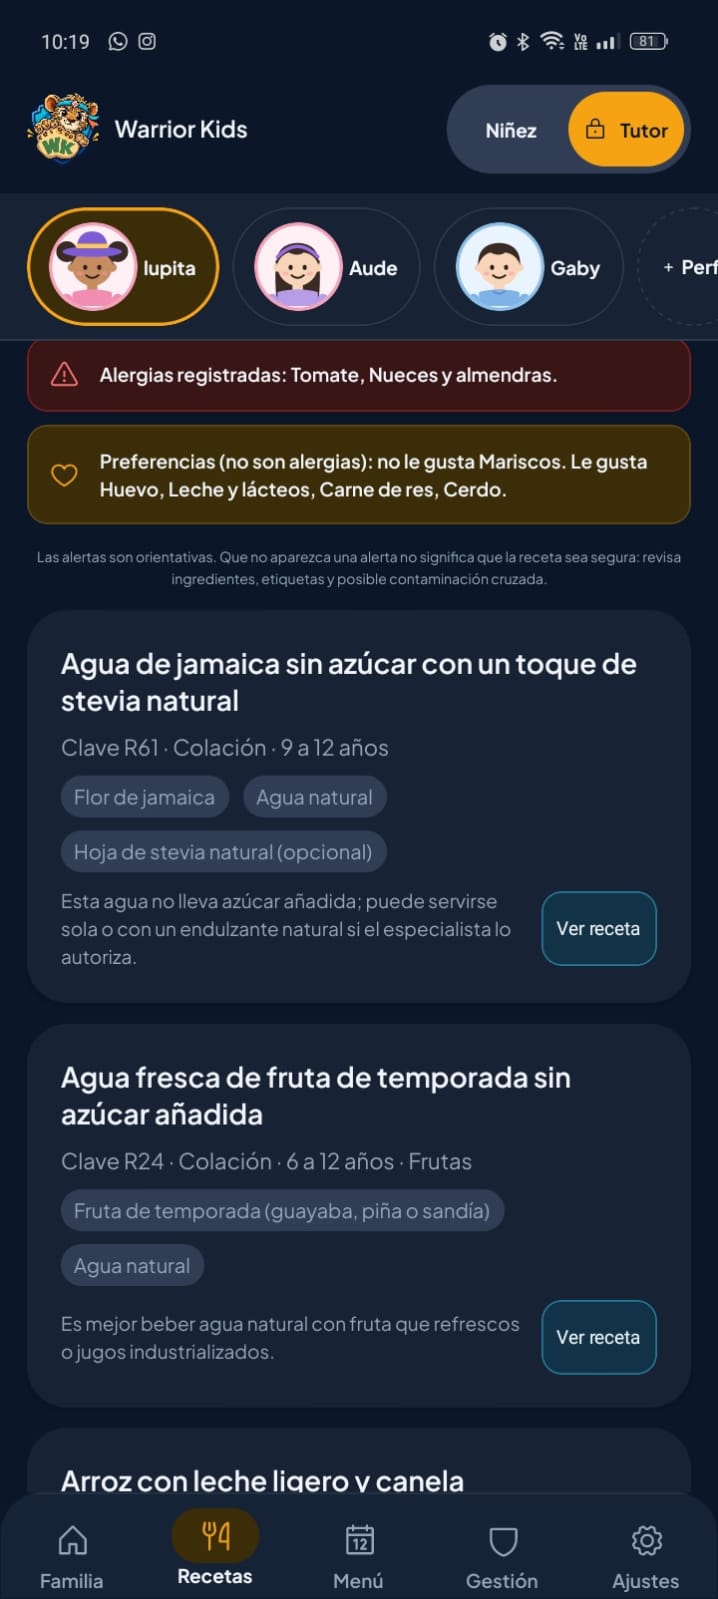 10:19
VoLTE
81
WK
Warrior Kids
Niñez
Tutor
lupita
Aude
Gaby
+ Perf
Alergias registradas: Tomate, Nueces y almendras.
Preferencias (no son alergias): no le gusta Mariscos. Le gusta
Huevo, Leche y lácteos, Carne de res, Cerdo.
Las alertas son orientativas. Que no aparezca una alerta no significa que la receta sea segura: revisa
ingredientes, etiquetas y posible contaminación cruzada.
Agua de jamaica sin azúcar con un toque de
stevia natural
Clave R61 · Colación · 9 a 12 años
Flor de jamaica
Agua natural
Hoja de stevia natural (opcional)
Esta agua no lleva azúcar añadida; puede servirse
sola o con un endulzante natural si el especialista lo
autoriza.
Ver receta
Agua fresca de fruta de temporada sin
azúcar añadida
Clave R24 · Colación · 6 a 12 años · Frutas
Fruta de temporada (guayaba, piña o sandía)
Agua natural
Es mejor beber agua natural con fruta que refrescos
o jugos industrializados.
Ver receta
Arroz con leche ligero y canela
12
Familia
Recetas
Menú
Gestión
Ajustes